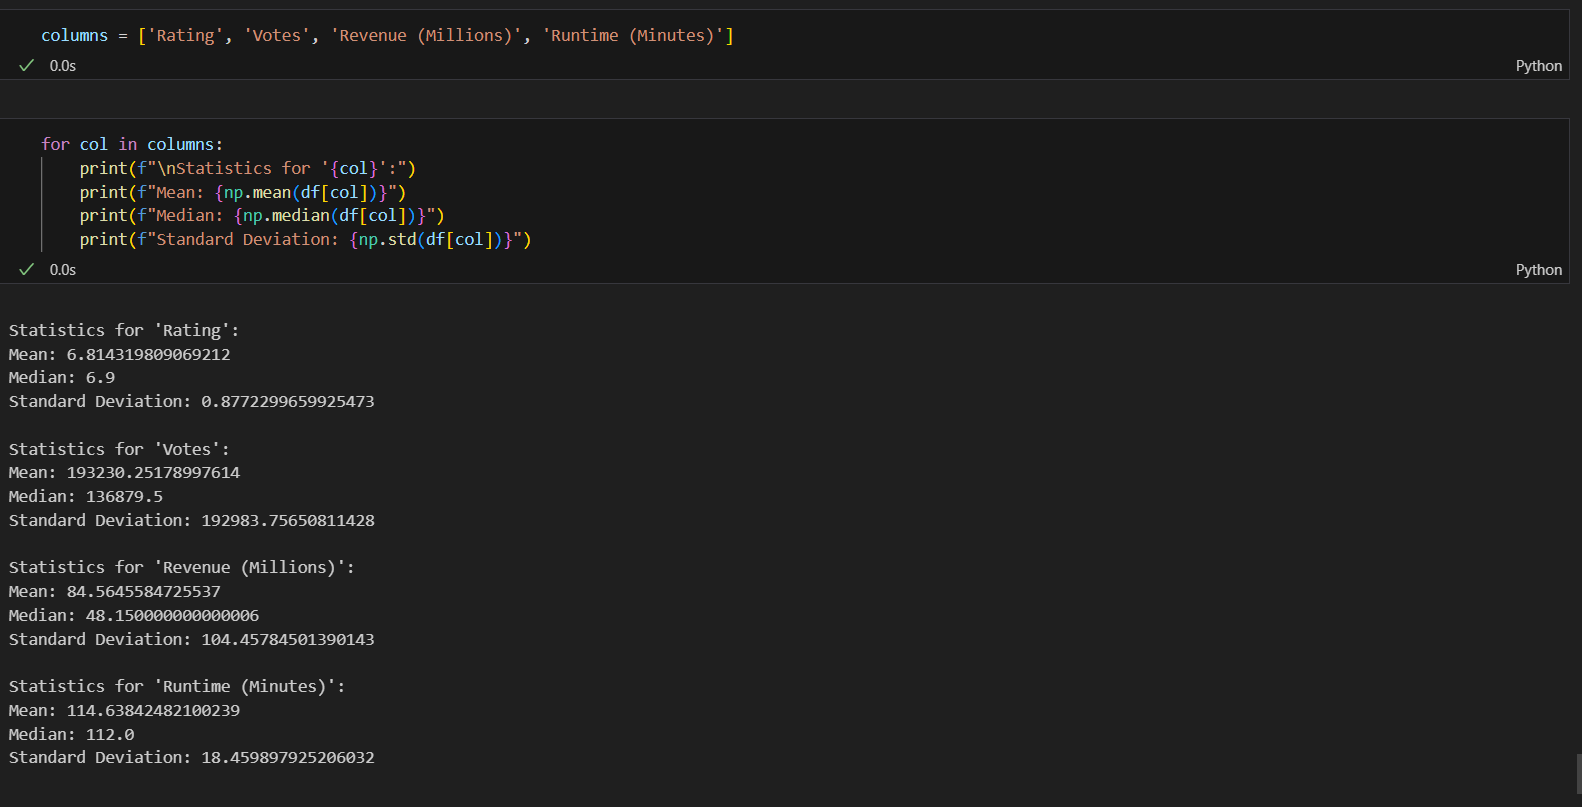 columns = ['Rating', 'Votes', 'Revenue (Millions)', 'Runtime (Minutes)']
0.0s
Python
for col in columns:
    print(f"\nStatistics for '{col}':")
    print(f"Mean: {np.mean(df[col])}")
    print(f"Median: {np.median(df[col])}")
    print(f"Standard Deviation: {np.std(df[col])}")
0.0s
Python
Statistics for 'Rating':
Mean: 6.814319809069212
Median: 6.9
Standard Deviation: 0.8772299659925473
Statistics for 'Votes':
Mean: 193230.25178997614
Median: 136879.5
Standard Deviation: 192983.75650811428
Statistics for 'Revenue (Millions)':
Mean: 84.5645584725537
Median: 48.150000000000006
Standard Deviation: 104.45784501390143
Statistics for 'Runtime (Minutes)':
Mean: 114.63842482100239
Median: 112.0
Standard Deviation: 18.459897925206032